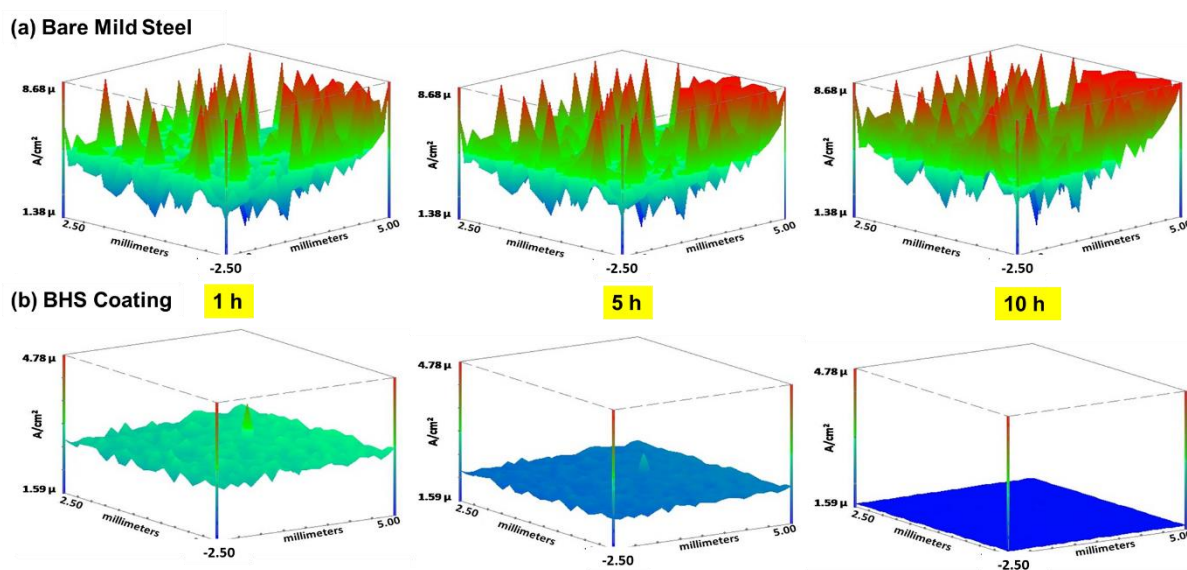 (a) Bare Mild Steel
8.68 µ
A/cm²
1.38 µ
2.50
millimeters
-2.50
millimeters
5.00
8.68 µ
A/cm²
1.38 µ
2.50
millimeters
-2.50
millimeters
5.00
8.68 µ
A/cm²
1.38 µ
2.50
millimeters
-2.50
millimeters
5.00
(b) BHS Coating
1 h
5 h
10 h
4.78 µ
A/cm²
1.59 µ
2.50
millimeters
-2.50
millimeters
5.00
4.78 µ
A/cm²
1.59 µ
2.50
millimeters
-2.50
millimeters
5.00
4.78 µ
A/cm²
1.59 µ
2.50
millimeters
-2.50
millimeters
5.00